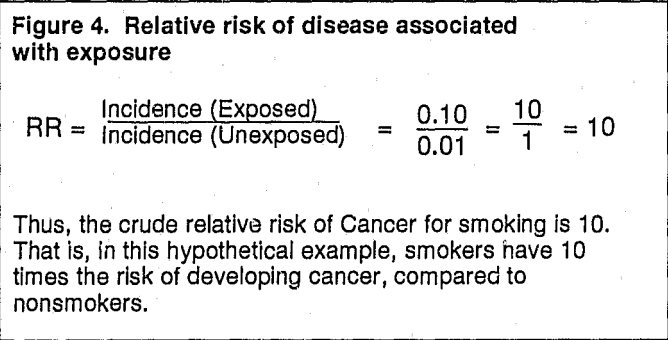 Figure 4. Relative risk of disease associated
with exposure
RR = Incidence (Exposed) / Incidence (Unexposed) = 0.10 / 0.01 = 10 / 1 = 10
Thus, the crude relative risk of Cancer for smoking is 10.
That is, in this hypothetical example, smokers have 10
times the risk of developing cancer, compared to
nonsmokers.